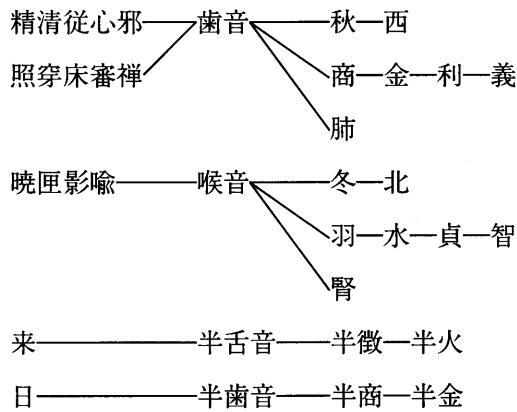 精清従心邪―歯音―秋―西
照穿床審禅 商―金―利―義
肺
暁匣影喩―喉音―冬―北
羽―水―貞―智
腎
来―半舌音―半徴―半火
日―半歯音―半商―半金